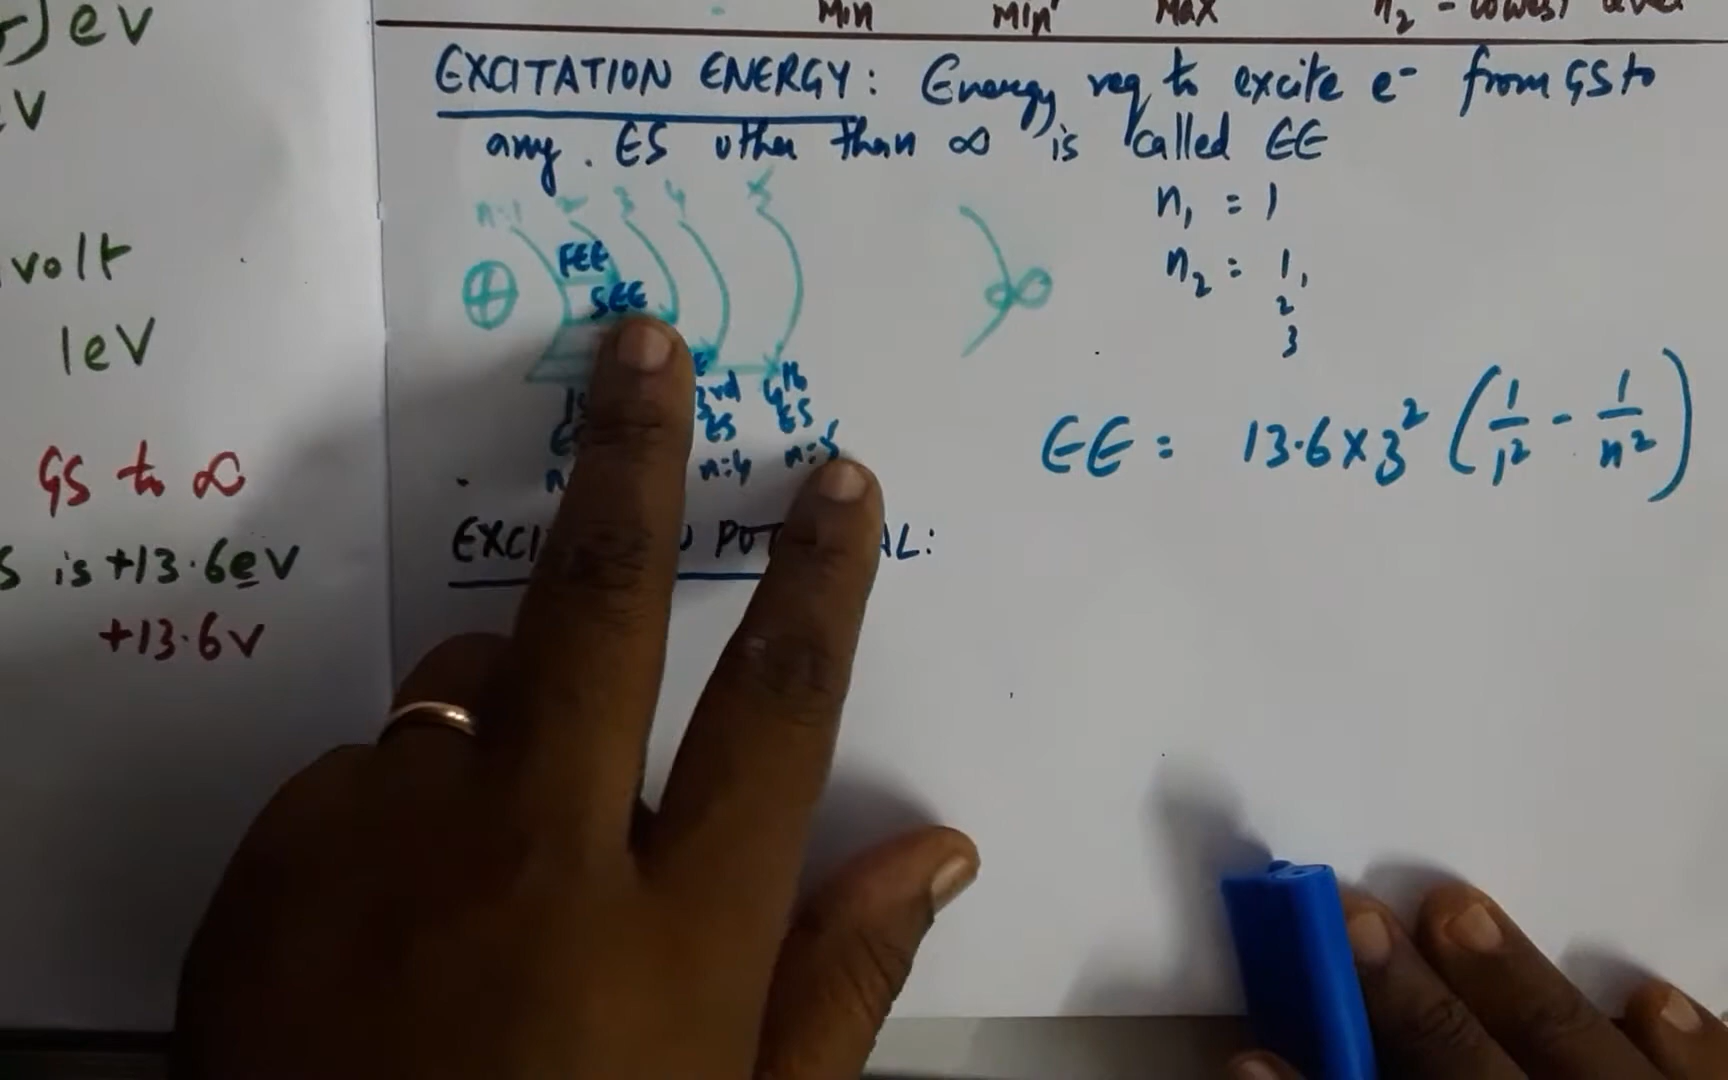 Min Min Max n2 - lowest level
) eV
V
volt
1eV
GS to ∞
S is +13.6eV
+13.6V
EXCITATION ENERGY: Energy req to excite e- from GS to
any. ES other than ∞ is called EE
n:1 2 3 4 5
FEE
SEE
∞
3rd 4th
ES ES
n:4 n:5
n1 = 1
n2 = 1,
2
3
EE = 13.6×3² (1/1² - 1/n²)
EXCI AL: